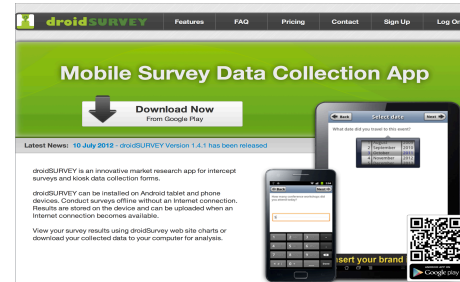 droidSURVEY
Features FAQ Pricing Contact Sign Up Log On
Mobile Survey Data Collection App
Download Now
From Google Play
Latest News: 10 July 2012 - droidSURVEY Version 1.4.1 has been released
droidSURVEY is an innovative market research app for intercept
surveys and kiosk data collection forms.
droidSURVEY can be installed on Android tablet and phone
devices. Conduct surveys offline without an Internet connection.
Results are stored on the device and can be uploaded when an
Internet connection becomes available.
View your survey results using droidSurvey web site charts or
download your collected data to your computer for analysis.
Back Select date Next
What date did you travel to this event?
2 September 2010
3 October 2011
4 November 2012
Back Next
nsert your brand
Google play